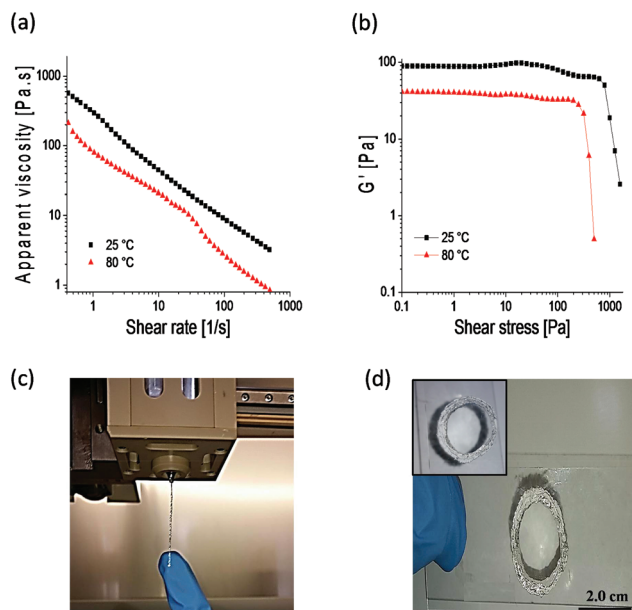 (a)
Apparent viscosity [Pa.s]
1000
100
10
1
25 °C
80 °C
1
10
100
1000
Shear rate [1/s]
(b)
G' [Pa]
100
10
1
0.1
25 °C
80 °C
0.1
1
10
100
1000
Shear stress [Pa]
(c)
(d)
2.0 cm